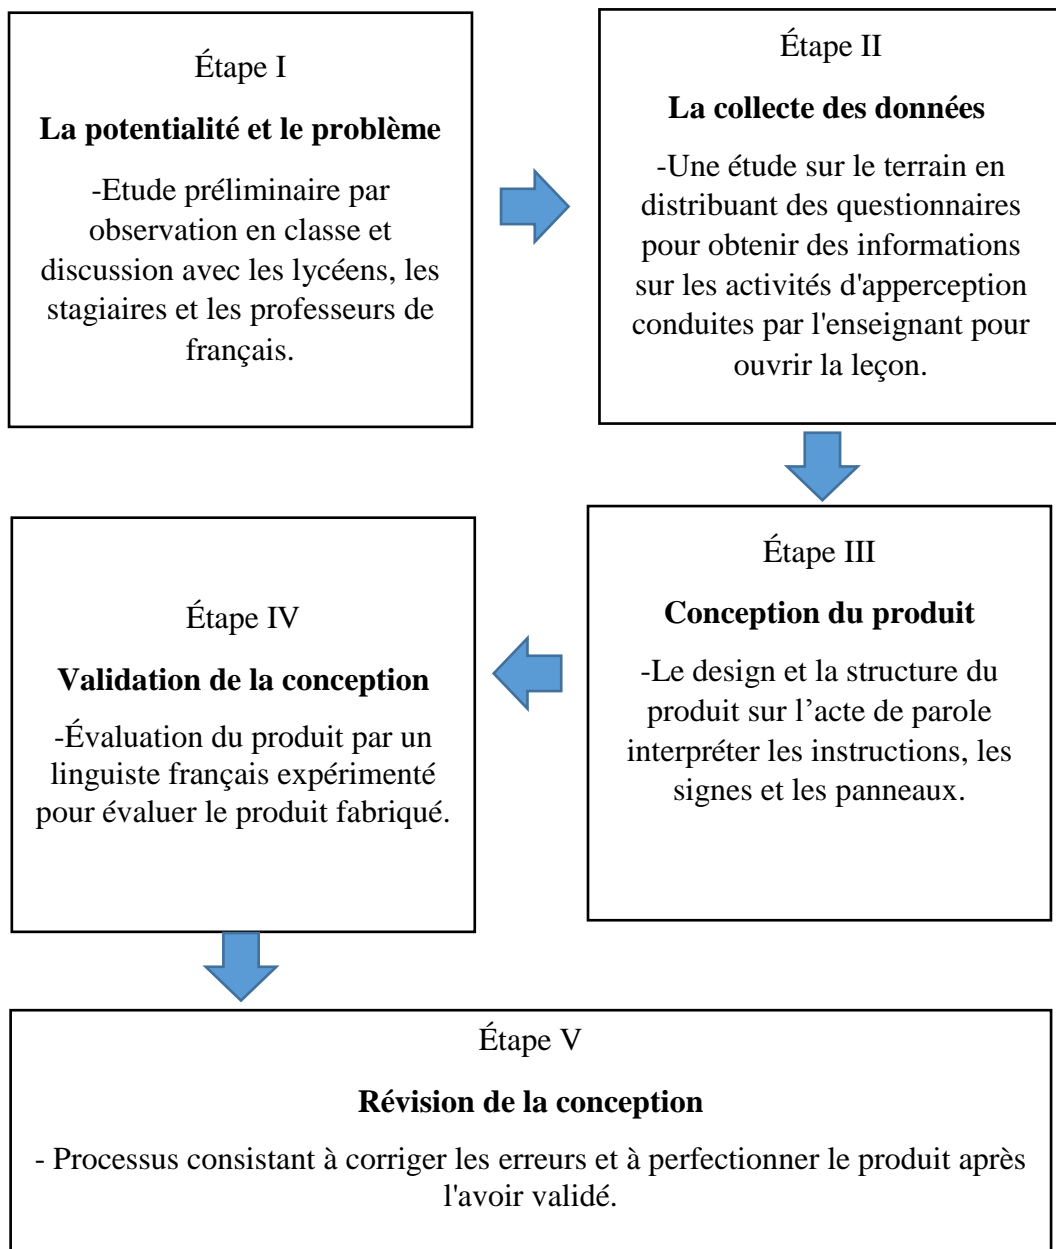 Étape I
La potentialité et le problème
-Etude préliminaire par
observation en classe et
discussion avec les lycéens, les
stagiaires et les professeurs de
français.
Étape II
La collecte des données
-Une étude sur le terrain en
distribuant des questionnaires
pour obtenir des informations
sur les activités d'apperception
conduites par l'enseignant pour
ouvrir la leçon.
Étape III
Conception du produit
-Le design et la structure du
produit sur l’acte de parole
interpréter les instructions, les
signes et les panneaux.
Étape IV
Validation de la conception
-Évaluation du produit par un
linguiste français expérimenté
pour évaluer le produit fabriqué.
Étape V
Révision de la conception
- Processus consistant à corriger les erreurs et à perfectionner le produit après
l'avoir validé.